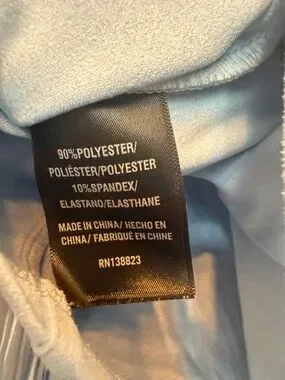 90%POLYESTER/
POLIÉSTER/POLYESTER
10%SPANDEX/
ELASTANO/ELASTHANE
MADE IN CHINA/ HECHO EN
CHINA/ FABRIQUÉ EN CHINE
RN138823